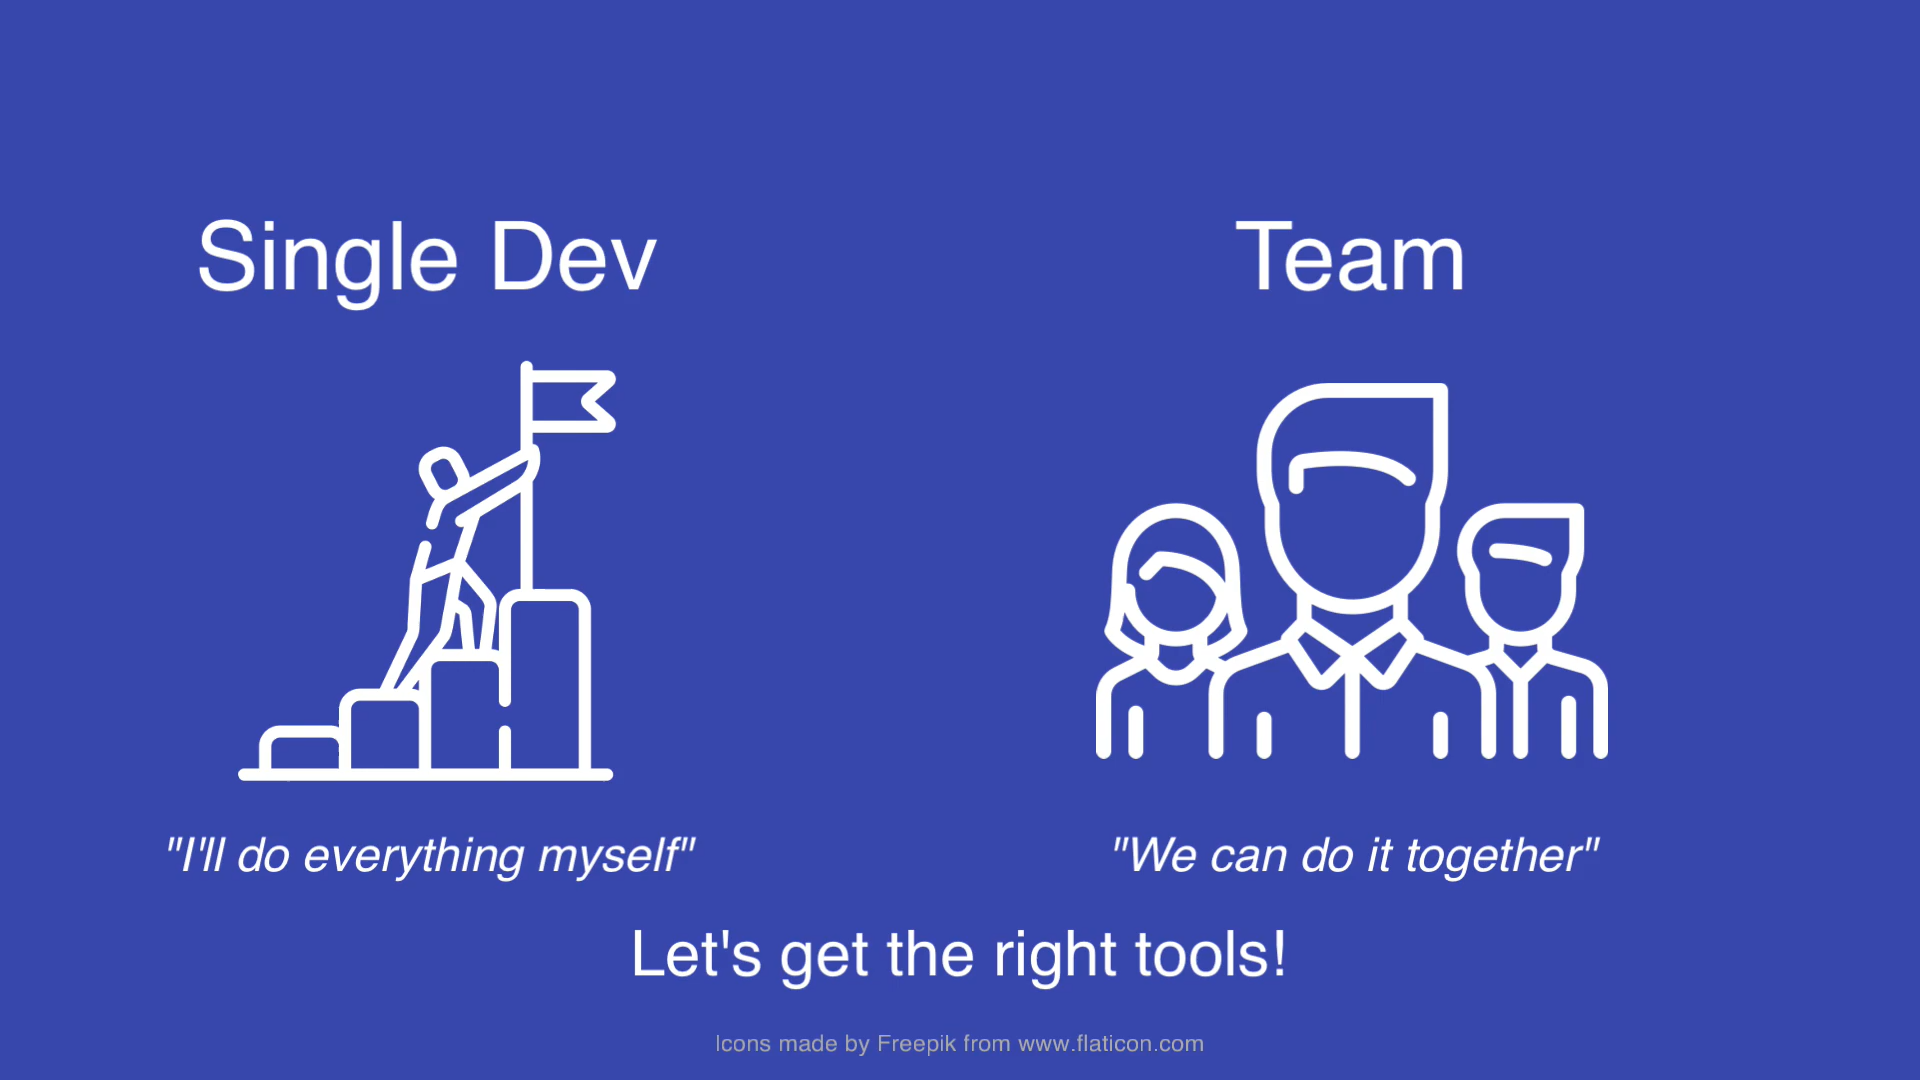 Single Dev
Team
"I'll do everything myself"
"We can do it together"
Let's get the right tools!
Icons made by Freepik from www.flaticon.com